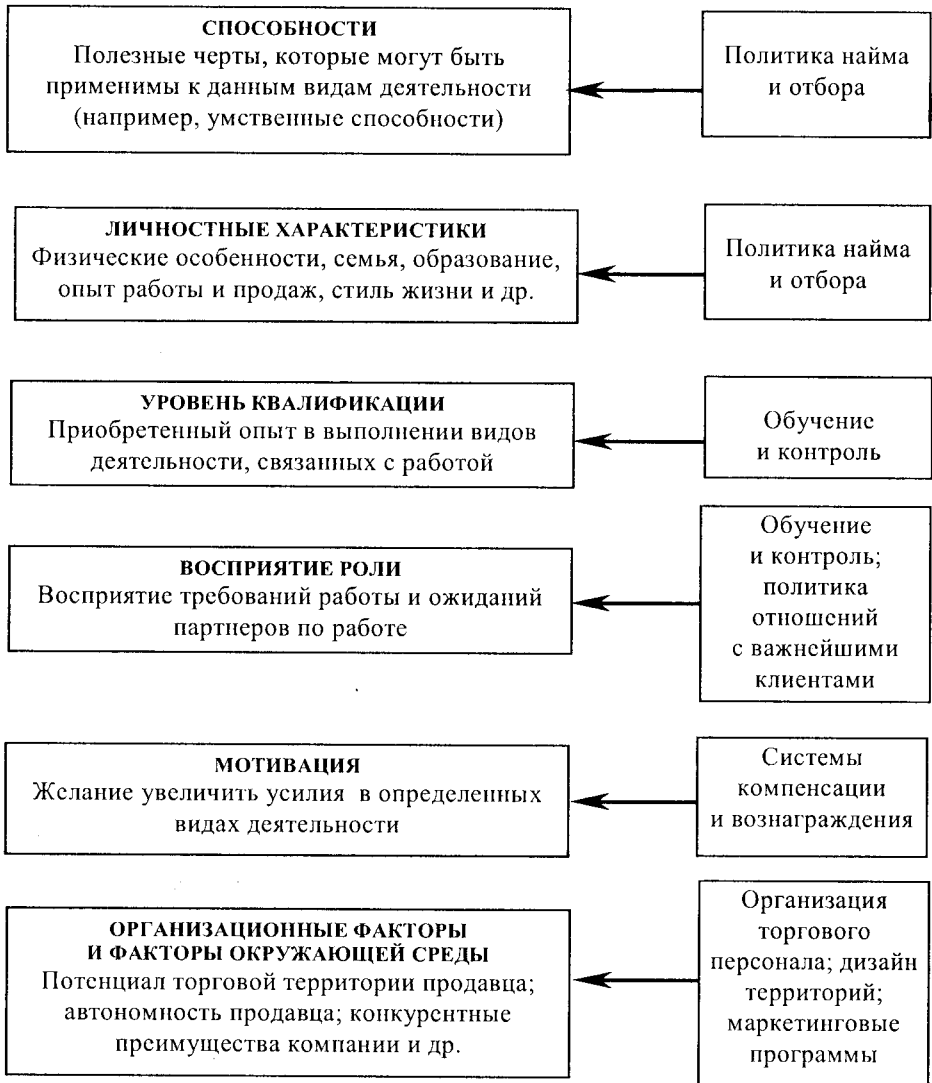 СПОСОБНОСТИ
Полезные черты, которые могут быть
применимы к данным видам деятельности
(например, умственные способности)
Политика найма
и отбора
ЛИЧНОСТНЫЕ ХАРАКТЕРИСТИКИ
Физические особенности, семья, образование,
опыт работы и продаж, стиль жизни и др.
Политика найма
и отбора
УРОВЕНЬ КВАЛИФИКАЦИИ
Приобретенный опыт в выполнении видов
деятельности, связанных с работой
Обучение
и контроль
ВОСПРИЯТИЕ РОЛИ
Восприятие требований работы и ожиданий
партнеров по работе
Обучение
и контроль;
политика
отношений
с важнейшими
клиентами
МОТИВАЦИЯ
Желание увеличить усилия в определенных
видах деятельности
Системы
компенсации
и вознаграждения
ОРГАНИЗАЦИОННЫЕ ФАКТОРЫ
И ФАКТОРЫ ОКРУЖАЮЩЕЙ СРЕДЫ
Потенциал торговой территории продавца;
автономность продавца; конкурентные
преимущества компании и др.
Организация
торгового
персонала; дизайн
территорий;
маркетинговые
программы